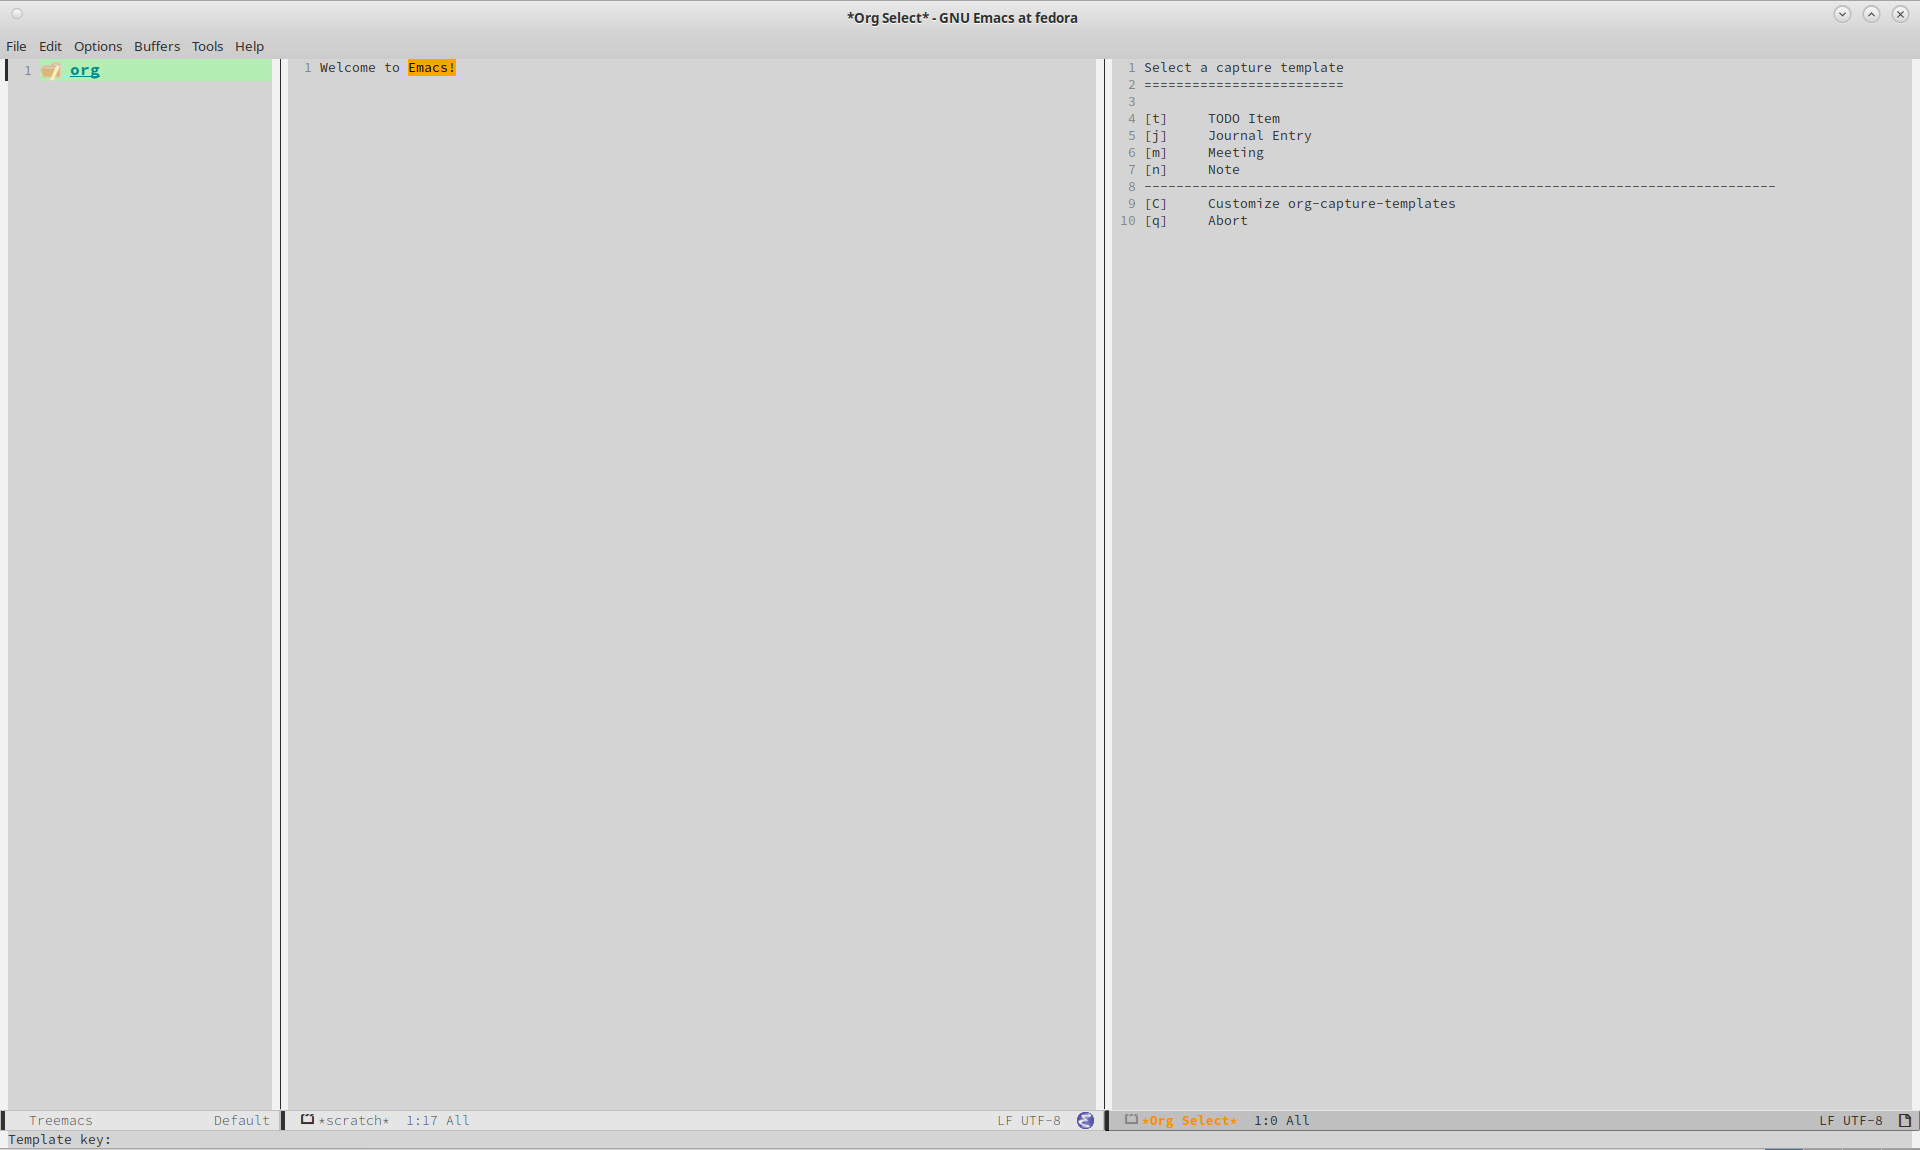 *Org Select* - GNU Emacs at fedora
File Edit Options Buffers Tools Help
1 org
1 Welcome to Emacs!
1 Select a capture template
2 =========================
3
4 [t]     TODO Item
5 [j]     Journal Entry
6 [m]     Meeting
7 [n]     Note
8 -------------------------------------------------------------------------------
9 [C]     Customize org-capture-templates
10 [q]     Abort
Treemacs Default
*scratch* 1:17 All LF UTF-8
*Org Select* 1:0 All LF UTF-8
Template key: